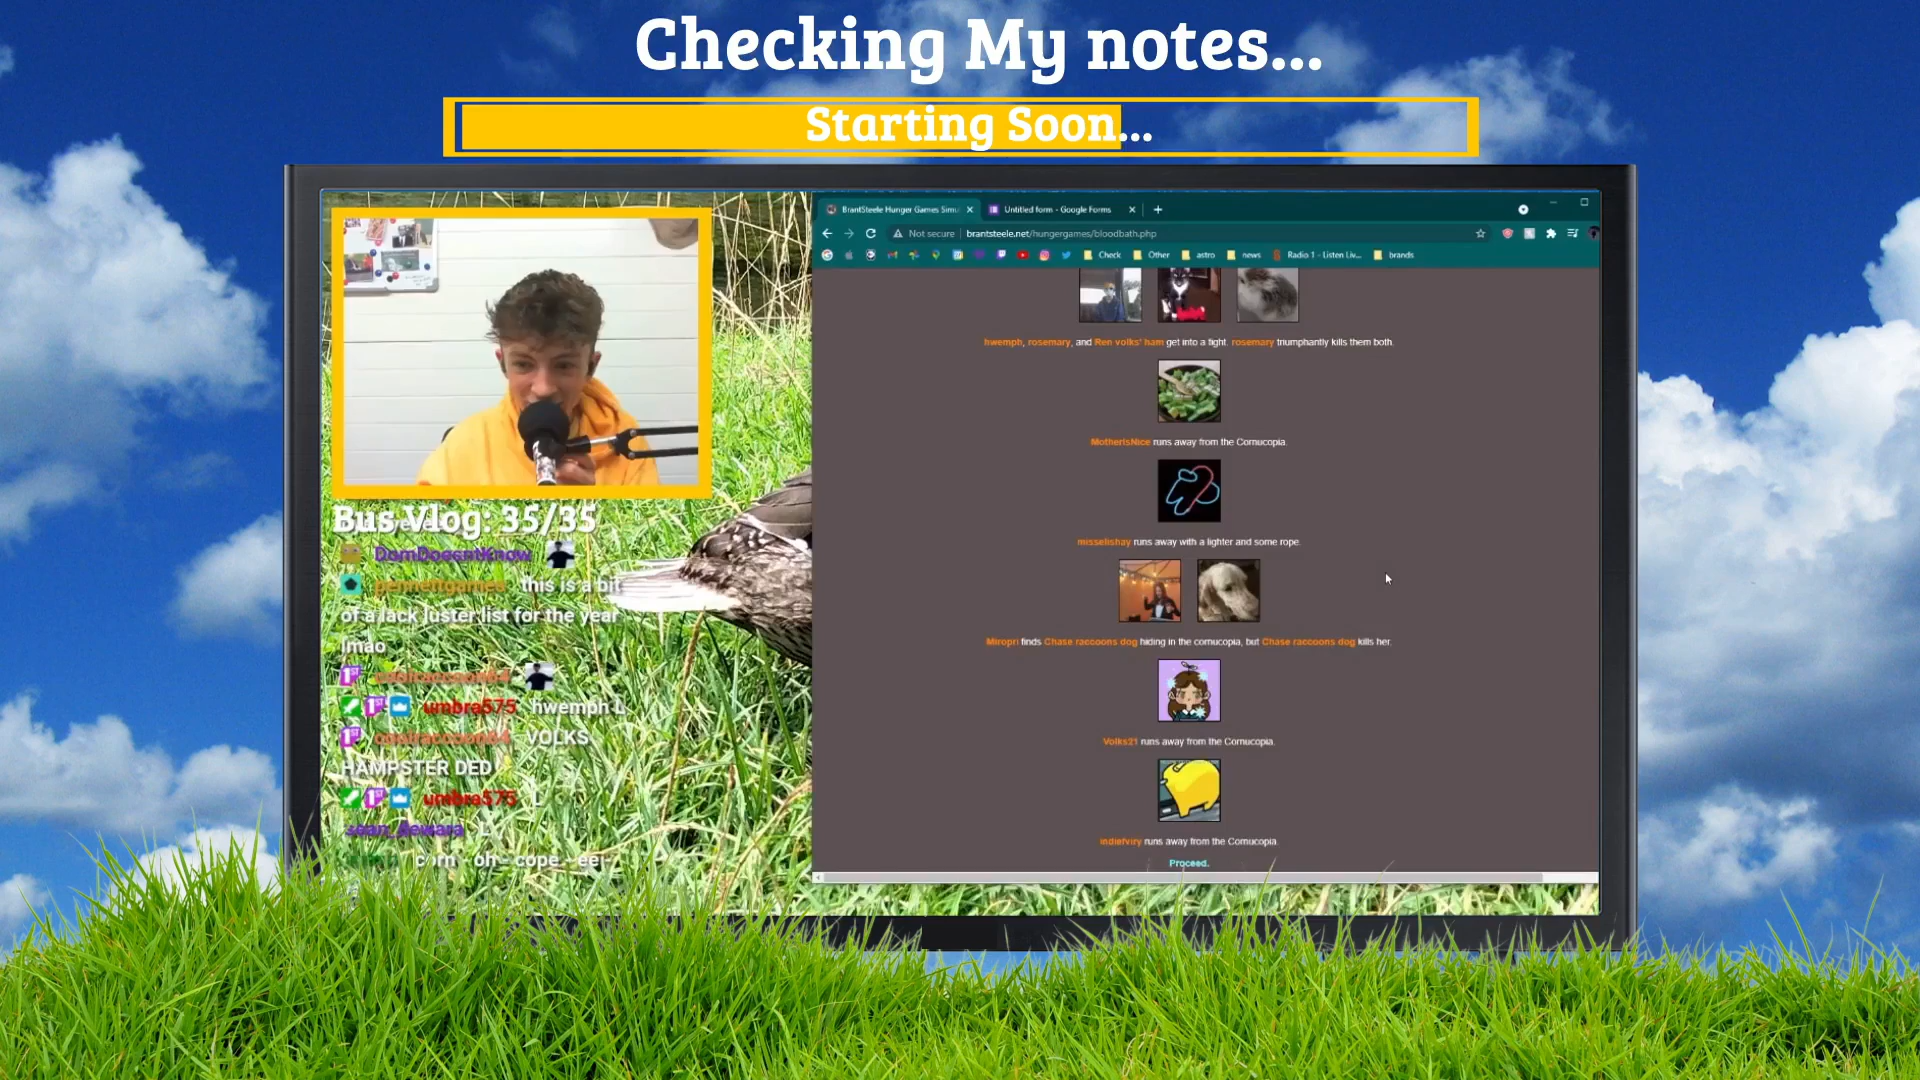 Checking My notes...
Starting Soon...
BrantSteele Hunger Games Simu
Untitled form - Google Forms
Not secure
brantsteele.net/hungergames/bloodbath.php
Check
Other
astro
news
Radio 1 - Listen Liv...
brands
hwemph, rosemary, and Ren volks' ham get into a fight. rosemary triumphantly kills them both.
MotherIsNice runs away from the Cornucopia.
misselishay runs away with a lighter and some rope.
Miropri finds Chase raccoons dog hiding in the cornucopia, but Chase raccoons dog kills her.
Volks21 runs away from the Cornucopia.
runs away from the Cornucopia.
Proceed.
Bus Vlog: 35/35
DomDoesntKnow
pennettgames this is a bit
of a lack luster list for the year
lmao
umbra575 hwemph L
VOLKS
HAMPSTER DED
umbra575 L
sean_dewara L
corn - oh - cope - eei-